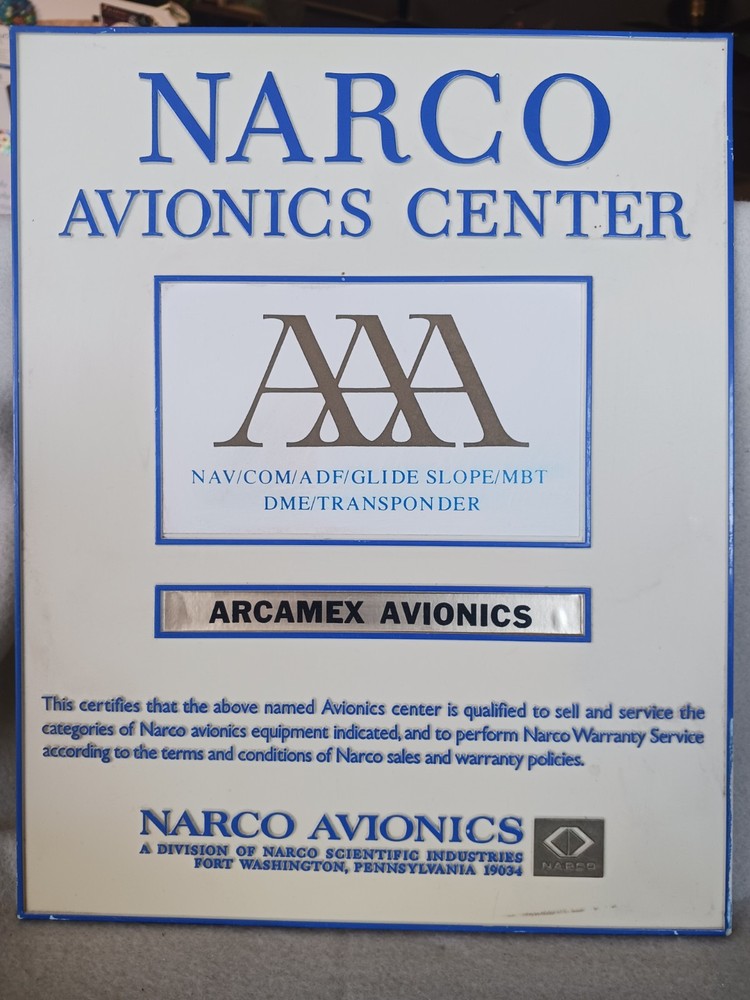 NARCO
AVIONICS CENTER
AAA
NAV/COM/ADF/GLIDE SLOPE/MBT
DME/TRANSPONDER
ARCAMEX AVIONICS
This certifies that the above named Avionics center is qualified to sell and service the
categories of Narco avionics equipment indicated, and to perform Narco Warranty Service
according to the terms and conditions of Narco sales and warranty policies.
NARCO AVIONICS
A DIVISION OF NARCO SCIENTIFIC INDUSTRIES
FORT WASHINGTON, PENNSYLVANIA 19034
NARCO